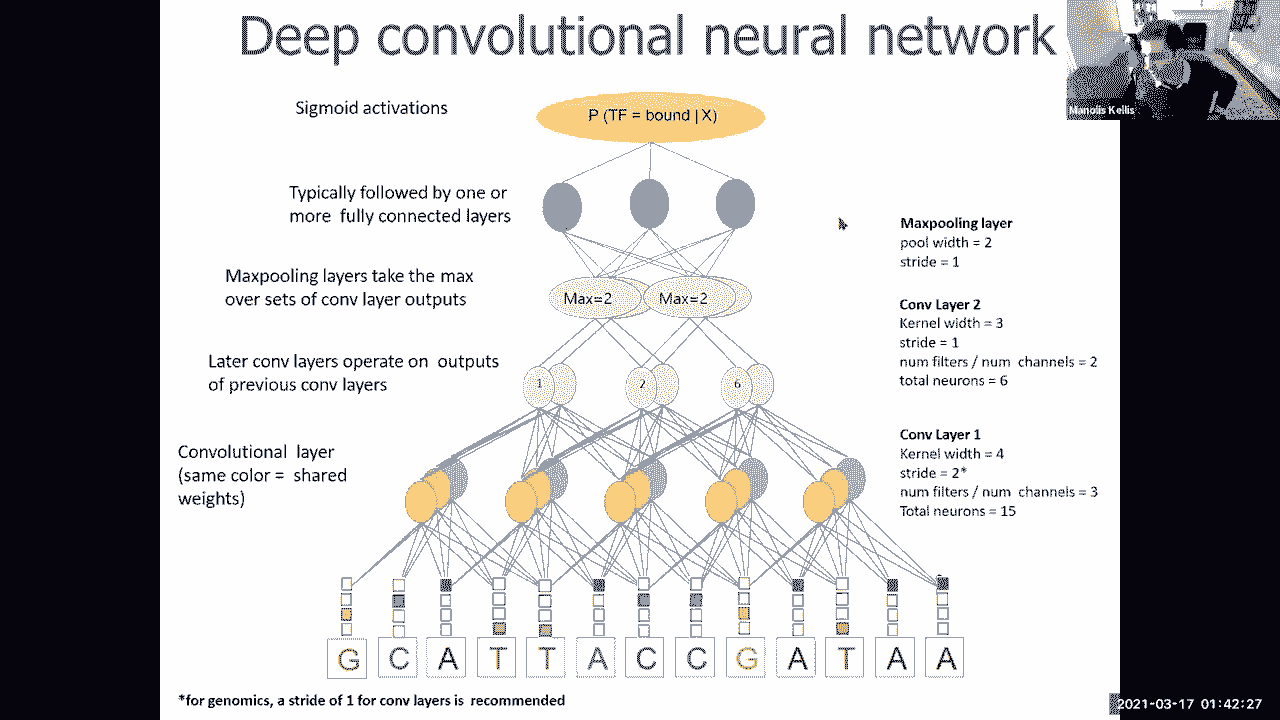 Deep convolutional neural network
Manolis Kellis
Sigmoid activations
P (TF = bound | X)
Typically followed by one or
more fully connected layers
Maxpooling layers take the max
over sets of conv layer outputs
Max=2 Max=2
Later conv layers operate on outputs
of previous conv layers
1 2 6
Convolutional layer
(same color = shared
weights)
Maxpooling layer
pool width = 2
stride = 1
Conv Layer 2
Kernel width = 3
stride = 1
num filters / num channels = 2
total neurons = 6
Conv Layer 1
Kernel width = 4
stride = 2*
num filters / num channels = 3
Total neurons = 15
G C A T T A C C G A T A A
*for genomics, a stride of 1 for conv layers is recommended
2021-03-17 01:42:27